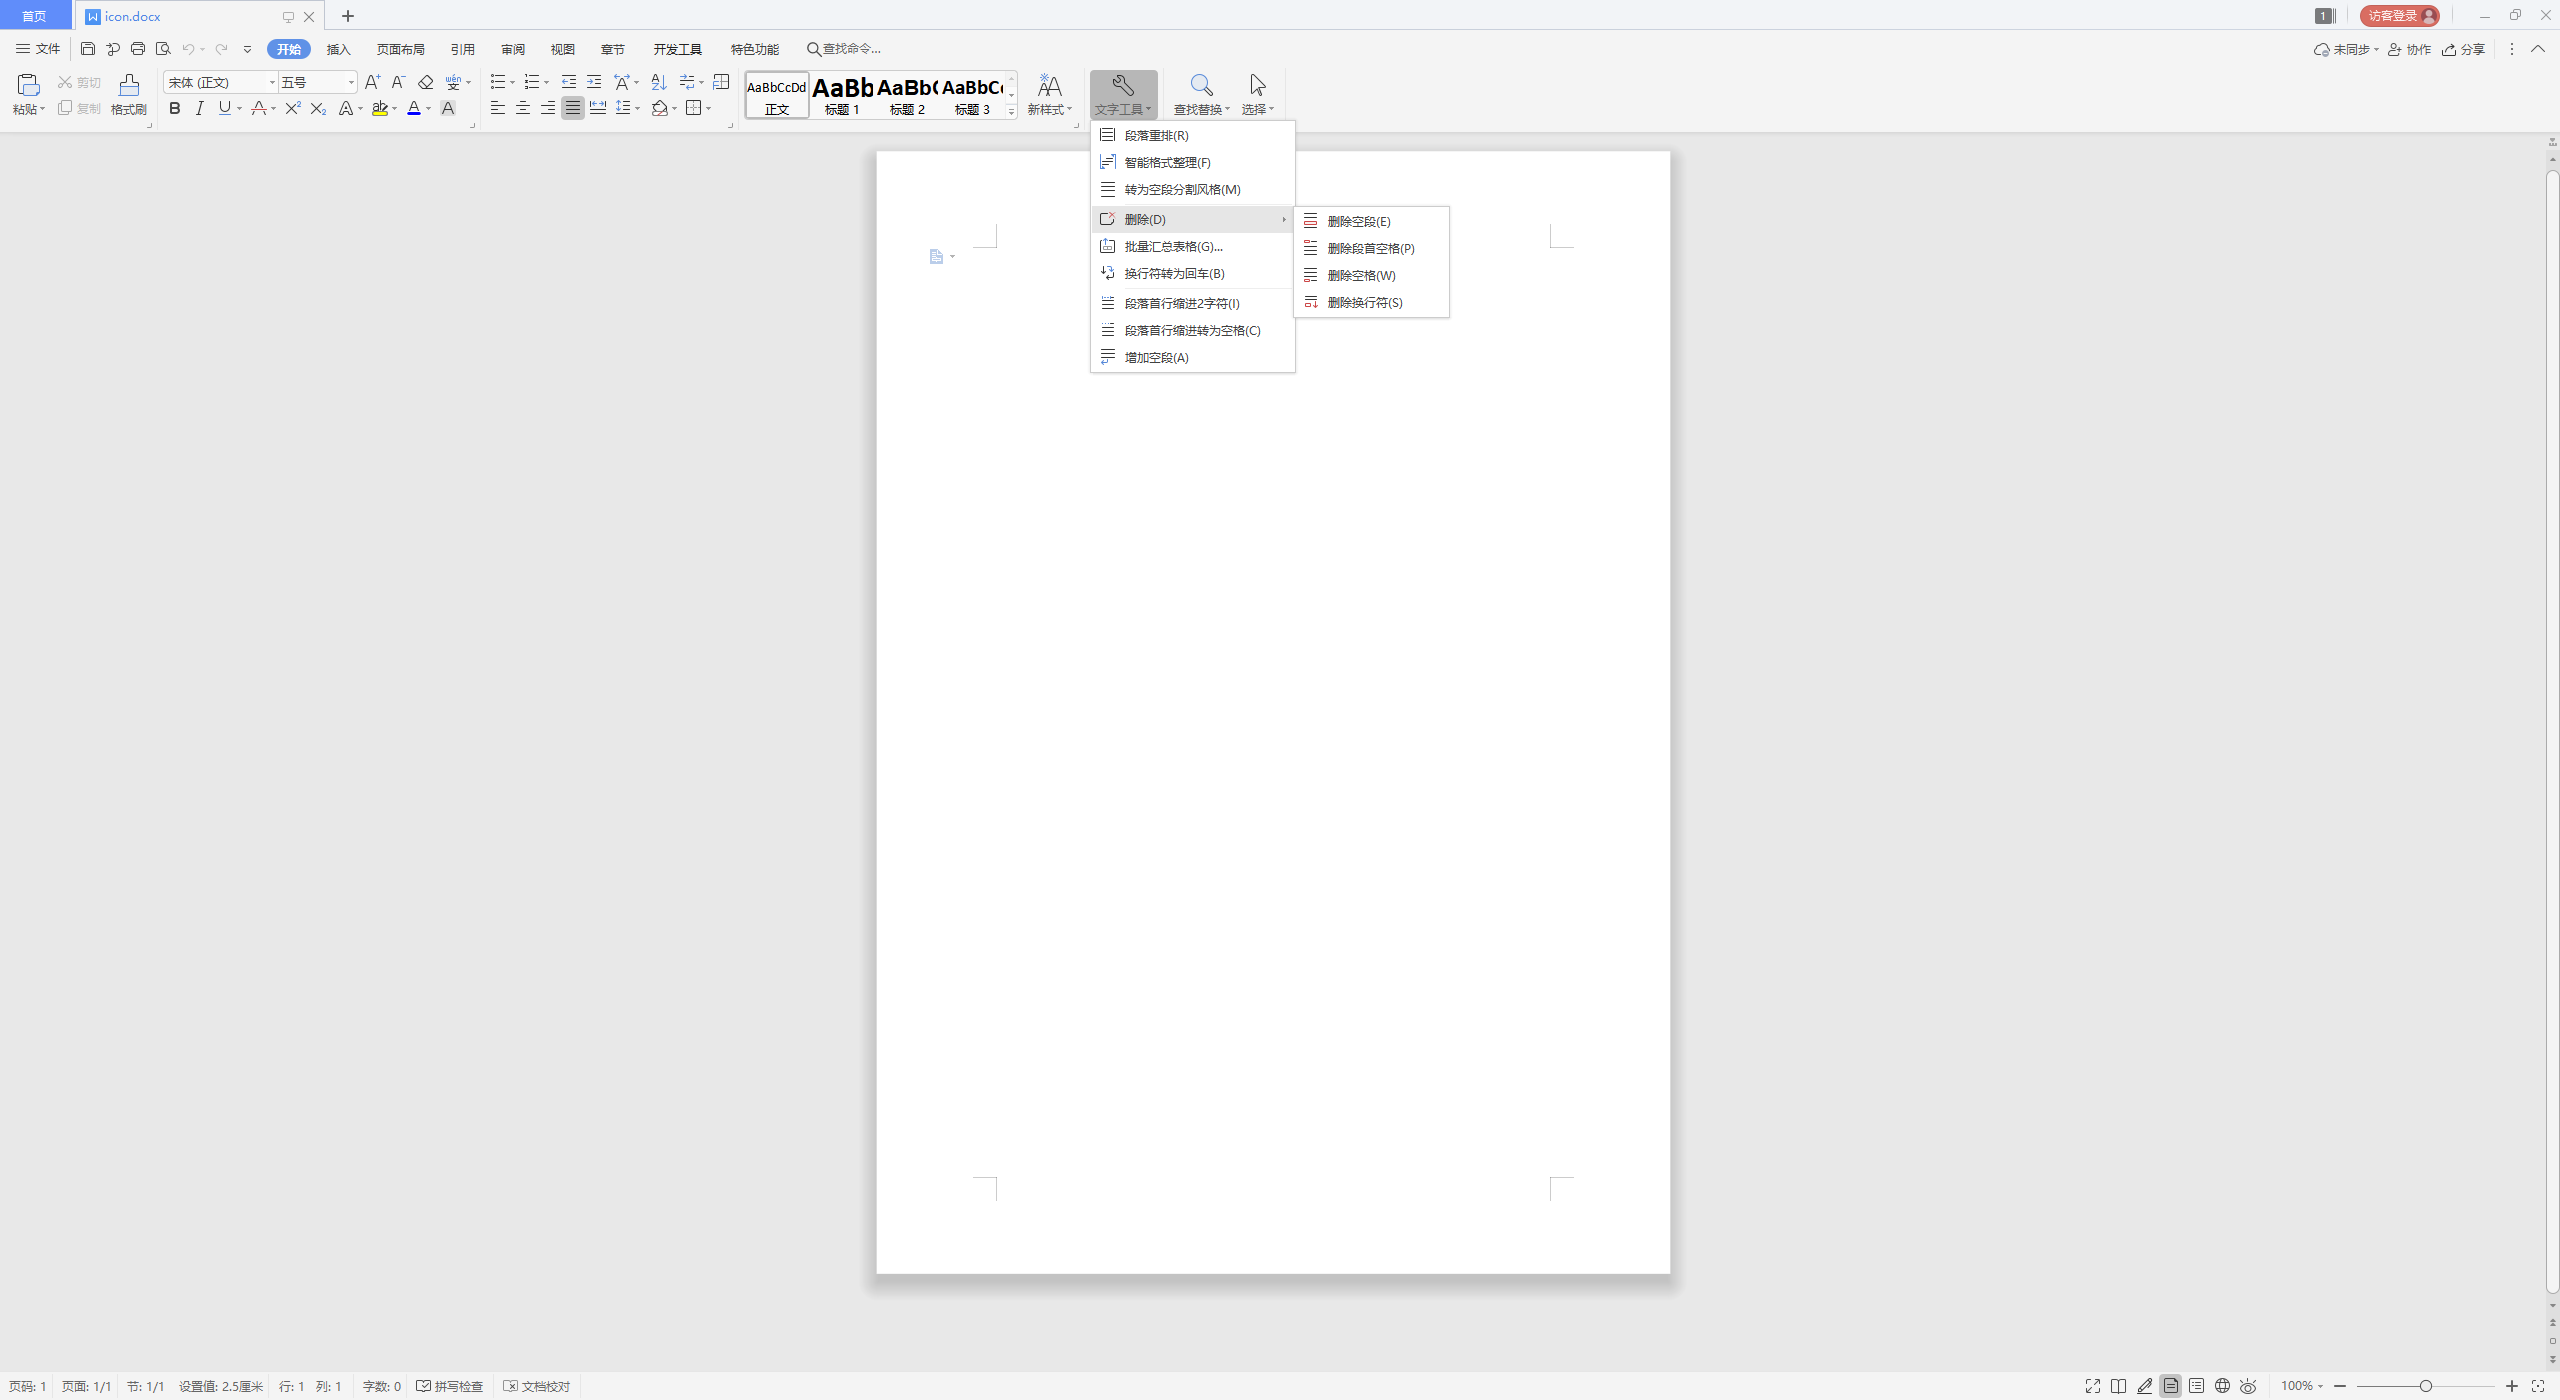 首页 icon.docx 1 访客登录
文件 开始 插入 页面布局 引用 审阅 视图 章节 开发工具 特色功能 查找命令... 未同步 协作 分享
粘贴 剪切 复制 格式刷
宋体 (正文) 五号
AaBbCcDd 正文
AaBb 标题 1
AaBb( 标题 2
AaBbC 标题 3
新样式 文字工具 查找替换 选择
段落重排(R)
智能格式整理(F)
转为空段分割风格(M)
删除(D)
批量汇总表格(G)...
换行符转为回车(B)
段落首行缩进2字符(I)
段落首行缩进转为空格(C)
增加空段(A)
删除空段(E)
删除段首空格(P)
删除空格(W)
删除换行符(S)
页码: 1 页面: 1/1 节: 1/1 设置值: 2.5厘米 行: 1 列: 1 字数: 0 拼写检查 文档校对 100%